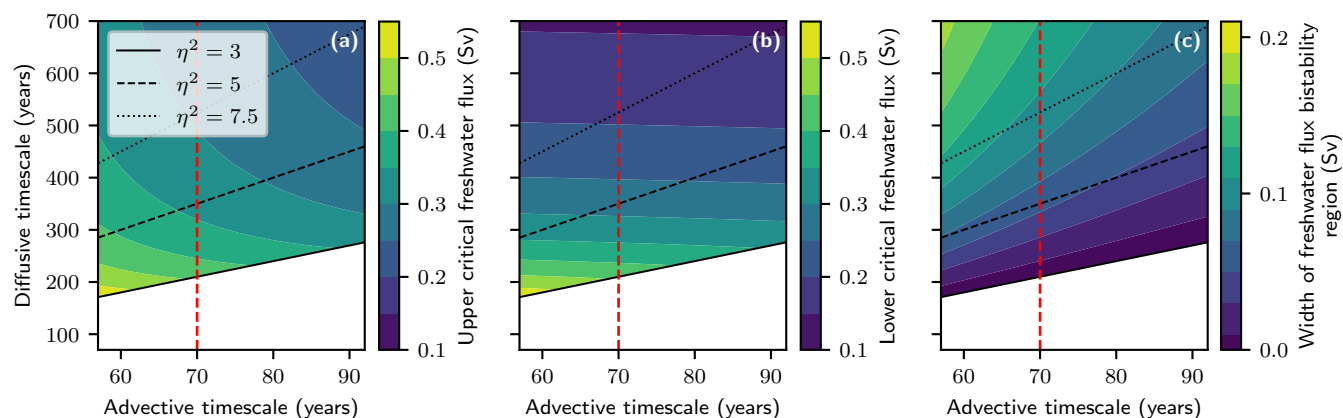 (a)
η² = 3
η² = 5
η² = 7.5
700
600
500
400
300
200
100
Diffusive timescale (years)
60
70
80
90
Advective timescale (years)
0.5
0.4
0.3
0.2
0.1
Upper critical freshwater flux (Sv)
(b)
60
70
80
90
Advective timescale (years)
0.5
0.4
0.3
0.2
0.1
Lower critical freshwater flux (Sv)
(c)
60
70
80
90
Advective timescale (years)
0.2
0.1
0.0
Width of freshwater flux bistability
region (Sv)